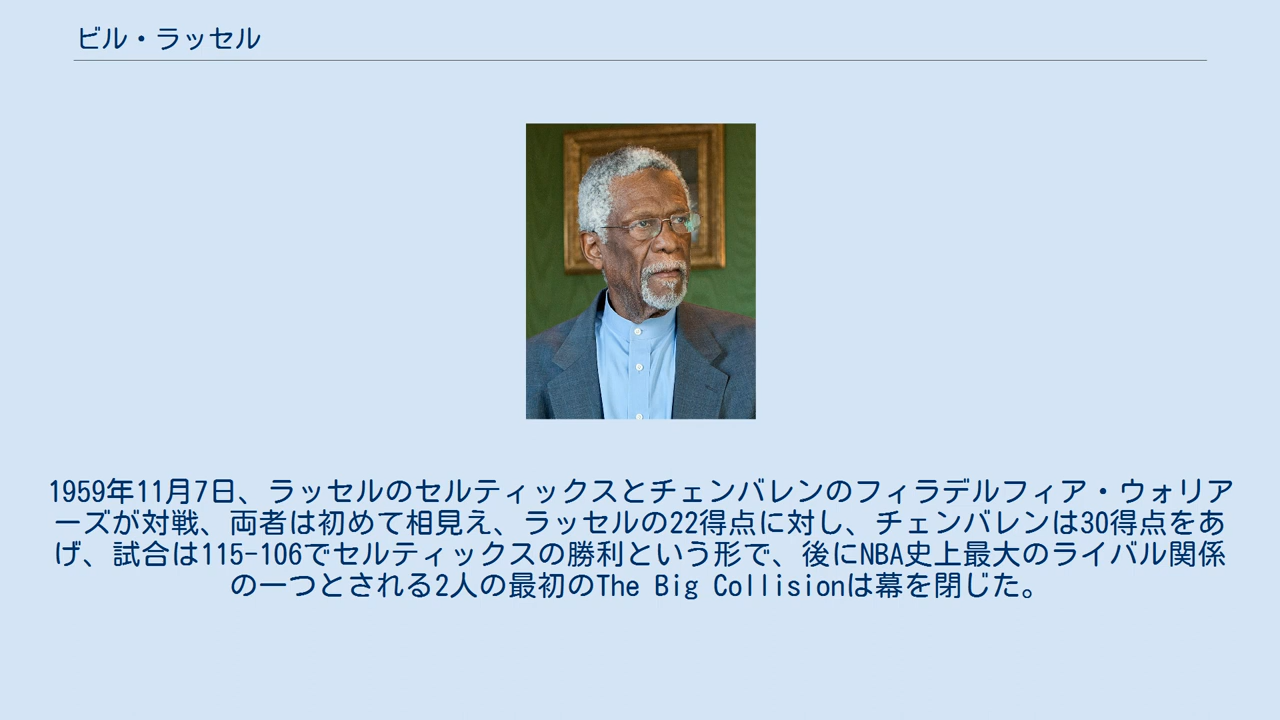 ビル・ラッセル
1959年11月7日、ラッセルのセルティックスとチェンバレンのフィラデルフィア・ウォリア
ーズが対戦、両者は初めて相見え、ラッセルの22得点に対し、チェンバレンは30得点をあ
げ、試合は115-106でセルティックスの勝利という形で、後にNBA史上最大のライバル関係
の一つとされる2人の最初のThe Big Collisionは幕を閉じた。